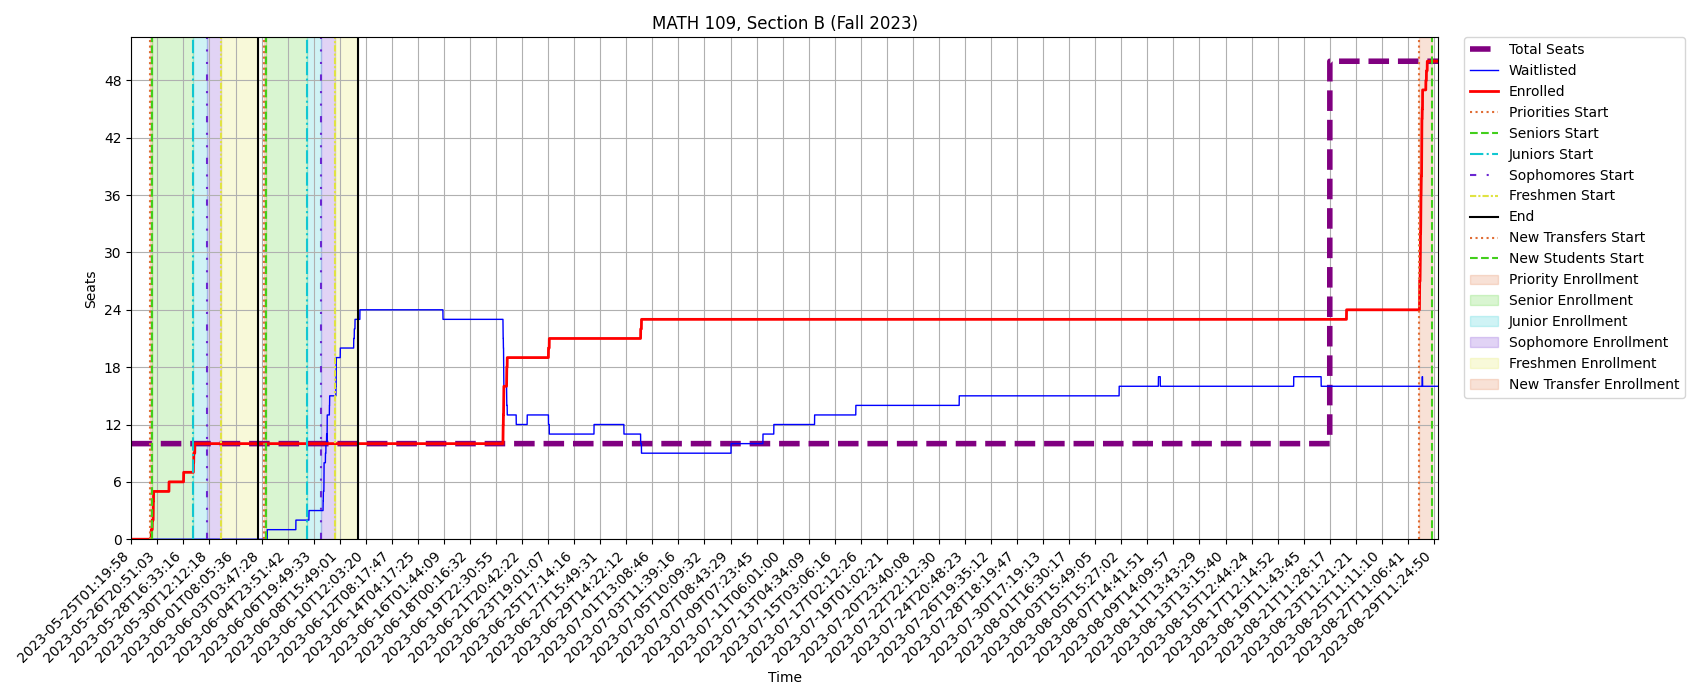 MATH 109, Section B (Fall 2023)
Seats
48
42
36
30
24
18
12
6
0
2023-05-25T01:19:58
2023-05-26T20:51:03
2023-05-28T16:33:16
2023-05-30T12:12:18
2023-06-01T08:05:36
2023-06-03T03:47:28
2023-06-04T23:51:42
2023-06-06T19:49:33
2023-06-08T15:49:01
2023-06-10T12:03:20
2023-06-12T08:17:47
2023-06-14T04:17:25
2023-06-16T01:44:09
2023-06-18T00:16:32
2023-06-19T22:30:55
2023-06-21T20:42:22
2023-06-23T19:01:07
2023-06-25T17:14:16
2023-06-27T15:49:31
2023-06-29T14:22:12
2023-07-01T13:08:46
2023-07-03T11:39:16
2023-07-05T10:09:32
2023-07-07T08:43:29
2023-07-09T07:23:45
2023-07-11T06:01:00
2023-07-13T04:34:09
2023-07-15T03:06:16
2023-07-17T02:12:26
2023-07-19T01:02:21
2023-07-20T23:40:08
2023-07-22T22:12:30
2023-07-24T20:48:23
2023-07-26T19:35:12
2023-07-28T18:19:47
2023-07-30T17:19:13
2023-08-01T16:30:17
2023-08-03T15:49:05
2023-08-05T15:27:02
2023-08-07T14:41:51
2023-08-09T14:09:57
2023-08-11T13:43:29
2023-08-13T13:15:40
2023-08-15T12:44:24
2023-08-17T12:14:52
2023-08-19T11:43:45
2023-08-21T11:28:17
2023-08-23T11:21:21
2023-08-25T11:11:10
2023-08-27T11:06:41
2023-08-29T11:24:50
Time
Total Seats
Waitlisted
Enrolled
Priorities Start
Seniors Start
Juniors Start
Sophomores Start
Freshmen Start
End
New Transfers Start
New Students Start
Priority Enrollment
Senior Enrollment
Junior Enrollment
Sophomore Enrollment
Freshmen Enrollment
New Transfer Enrollment